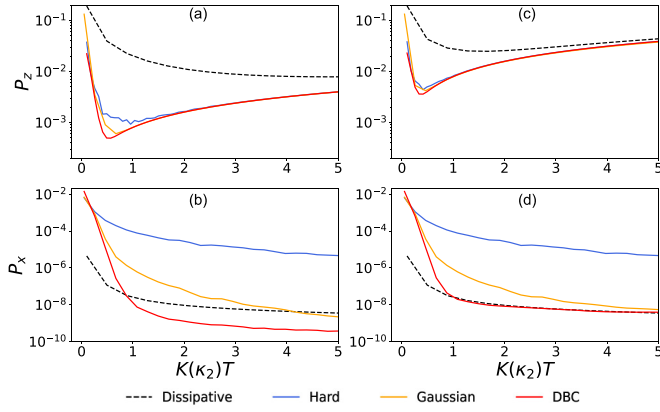 (a)
(c)
10⁻¹
10⁻²
10⁻³
P_z
0 1 2 3 4 5
0 1 2 3 4 5
(b)
(d)
10⁻²
10⁻⁴
10⁻⁶
10⁻⁸
10⁻¹⁰
P_x
10⁻¹
10⁻²
10⁻³
10⁻²
10⁻⁴
10⁻⁶
10⁻⁸
10⁻¹⁰
0 1 2 3 4 5
0 1 2 3 4 5
K(κ₂)T
K(κ₂)T
Dissipative Hard Gaussian DBC